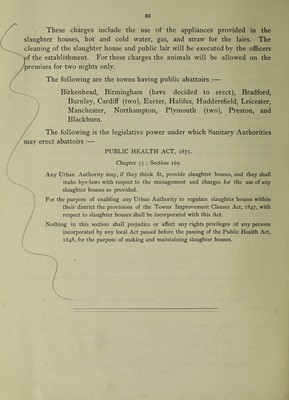 66
These charges include the use of the appliances provided in the
slaughter houses, hot and cold water, gas, and straw for the lairs. The
cleaning of the slaughter house and public lair will be executed by the officers
of the establishment. For these charges the animals will be allowed on the
premises for two nights only.
The following are the towns having public abattoirs :—
Birkenhead, Birmingham (have decided to erect), Bradford,
Burnley, Cardiff (two), Exeter, Halifax, Huddersfield, Leicester,
Manchester, Northampton, Plymouth (two), Preston, and
Blackburn.
The following is the legislative power under which Sanitary Authorities
may erect abattoirs :—
PUBLIC HEALTH ACT, 1875.
Chapter 55 : Section 169.
Any Urban Authority may, if they think fit, provide slaughter houses, and they shall
make bye-laws with respect to the management and charges for the use of any
slaughter houses so provided.
For the purpose of enabling any Urban Authority to regulate slaughter houses within
their district the provisions of the Towns Improvement Clauses Act, 1847, with
respect to slaughter houses shall be incorporated with this Act.
Nothing in this section shall prejudice or affect any rights privileges of any persons
incorporated by any local Act passed before the passing of the Public Health Act,
1848, for the purpose of making and maintaining slaughter houses.